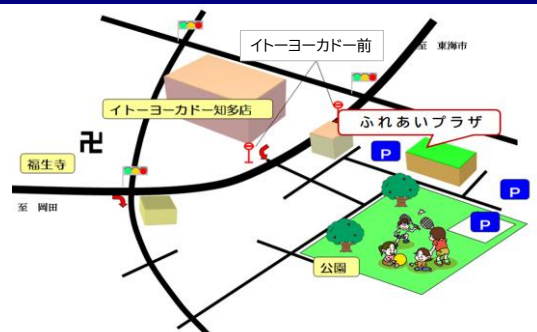 イトーヨーカドー前
至 東海市
イトーヨーカドー知多店
ふれあいプラザ
卍
福生寺
P
P
P
至 岡田
公園